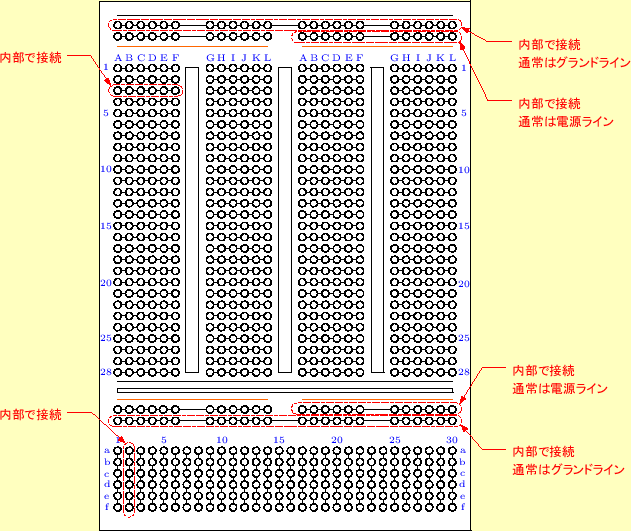 内部で接続
通常はグランドライン
内部で接続
A B C D E F G H I J K L A B C D E F G H I J K L
1 1
内部で接続
通常は電源ライン
5 5
10 10
15 15
20 20
25 25
28 28
内部で接続
通常は電源ライン
内部で接続
1 5 10 15 20 25 30
a a
内部で接続
b b
通常はグランドライン
c c
d d
e e
f f